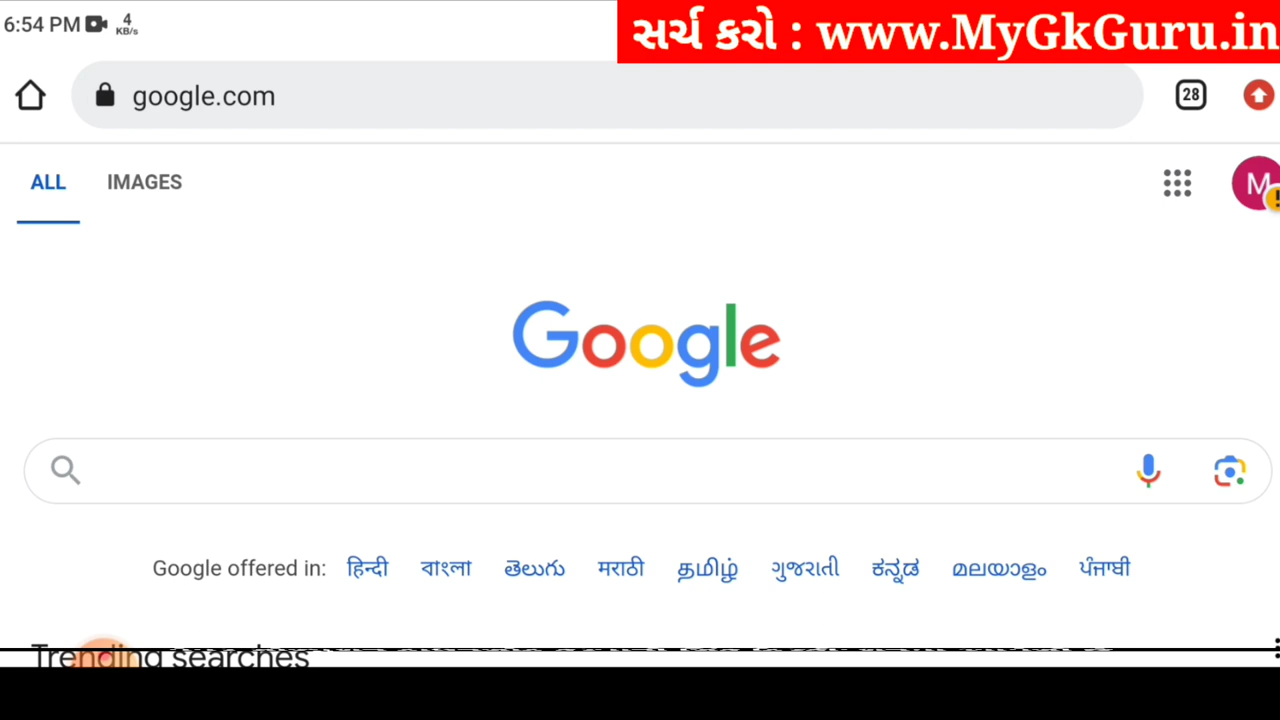 6:54 PM 4 KB/s
સર્ચ કરો : www.MyGkGuru.in
google.com
28
ALL IMAGES
M
Google
Google offered in: हिन्दी বাংলা తెలుగు मराठी தமிழ் ગુજરાતી ಕನ್ನಡ മലയാളം ਪੰਜਾਬੀ
Trending searches